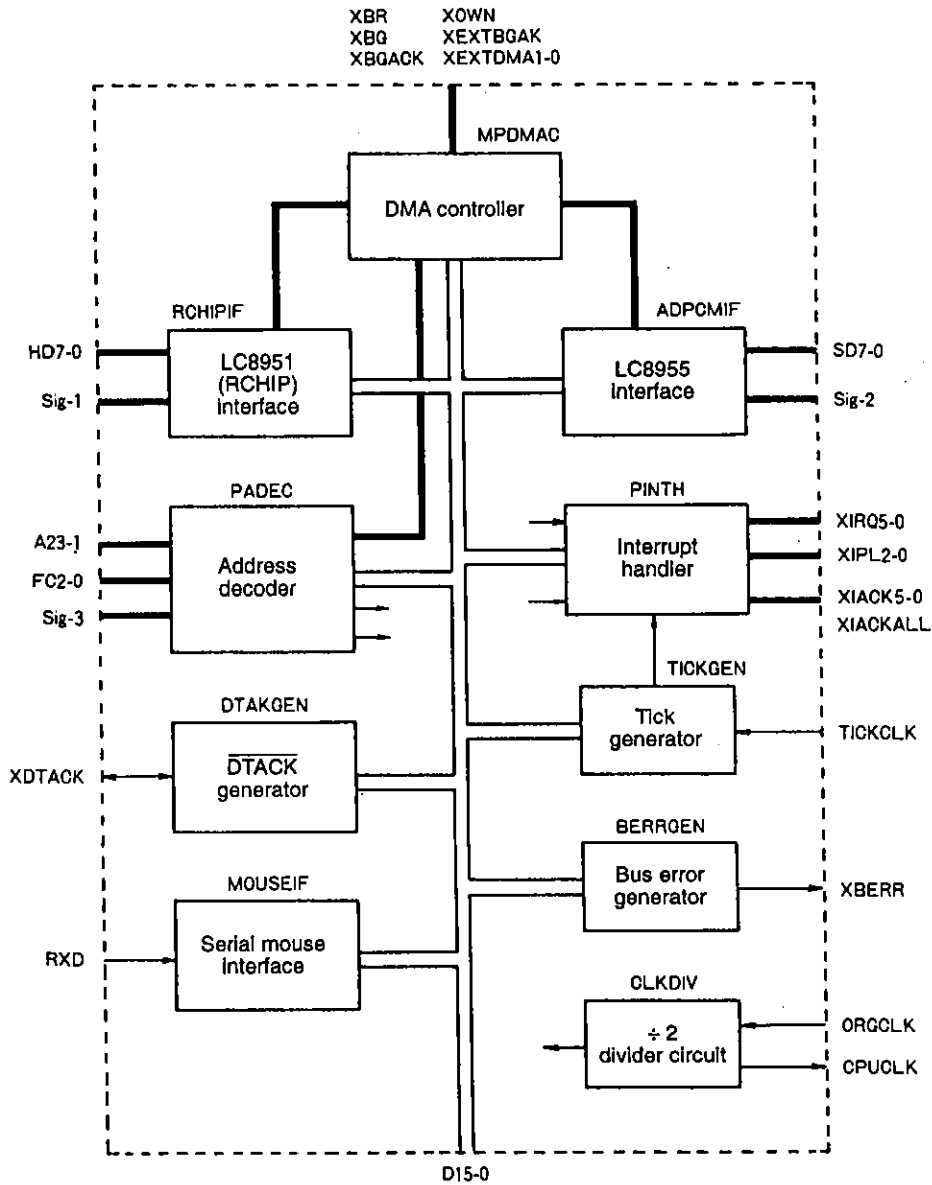 XBR XOWN
XBG XEXTBGAK
XBGACK XEXTDMA1-0
MPDMAC
DMA controller
RCHIPIF
ADPCMIF
HD7-0
LC8951
(RCHIP)
interface
Sig-1
LC8955
interface
SD7-0
Sig-2
PADEC
PINTH
A23-1
FC2-0
Sig-3
Address
decoder
Interrupt
handler
XIRQ5-0
XIPL2-0
XIACK5-0
XIACKALL
DTAKGEN
TICKGEN
XDTACK
DTACK
generator
Tick
generator
TICKCLK
BERRGEN
Bus error
generator
XBERR
MOUSEIF
RXD
Serial mouse
interface
CLKDIV
÷ 2
divider circuit
ORGCLK
CPUCLK
D15-0